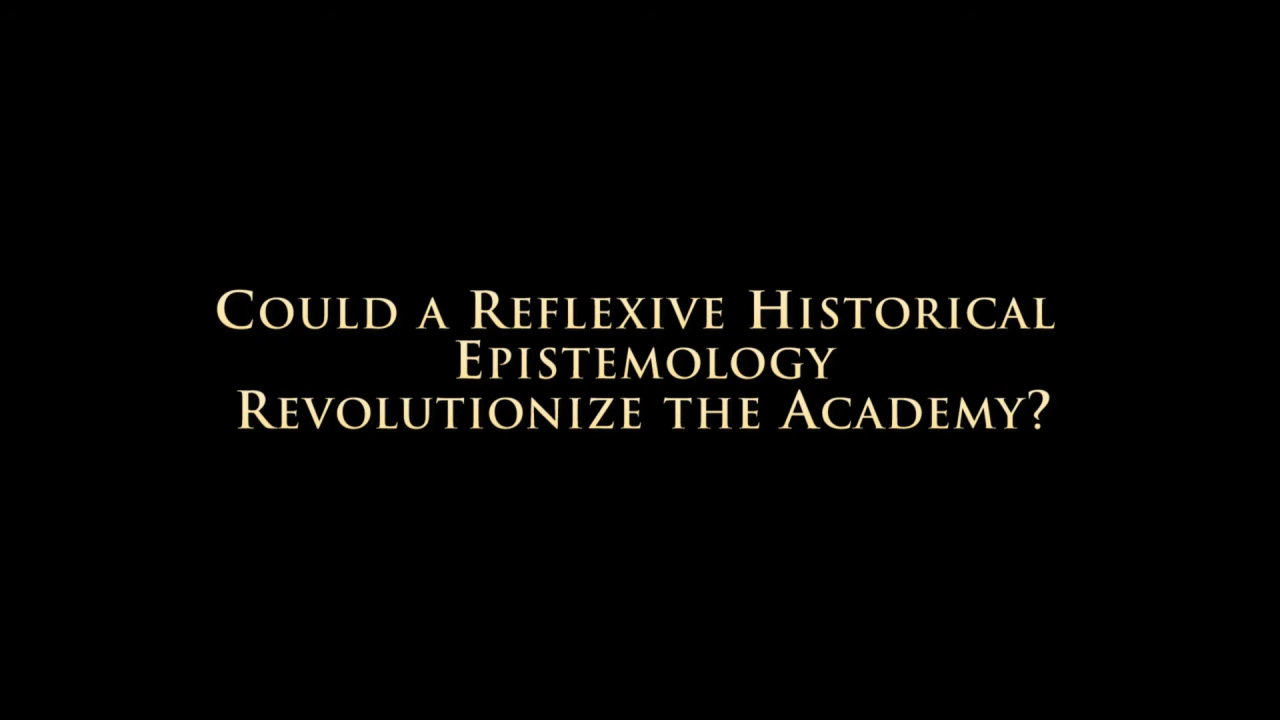 Could a Reflexive Historical
Epistemology
Revolutionize the Academy?